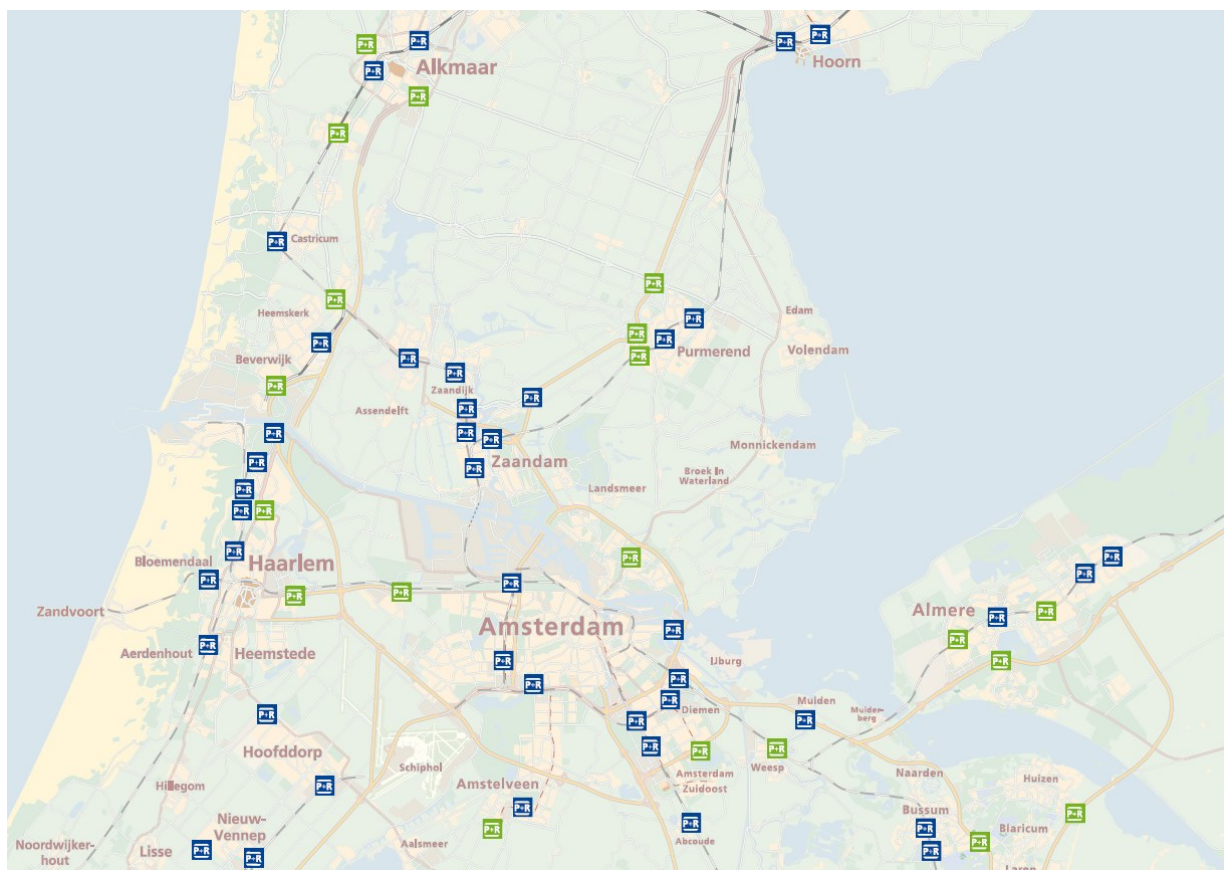 P+R
P+R
P+R
P+R
Hoorn
Alkmaar
P+R
P+R
P+R
P+R Castricum
P+R
P+R
Heemskerk
Edam
P+R
P+R
P+R
P+R
Purmerend
Volendam
P+R
Beverwijk
P+R
P+R
P+R
Zaandijk
P+R
Assendelft
P+R
P+R
P+R
P+R
Monnickendam
Zaandam
P+R
P+R
Broek in
Waterland
Landsmeer
P+R
P+R
P+R
P+R
P+R
P+R
Bloemendaal
Haarlem
P+R
P+R
P+R
P+R
P+R
Zandvoort
Almere
P+R
P+R
Amsterdam
P+R
P+R
P+R
Aerdenhout
Heemstede
P+R
P+R
IJburg
P+R
P+R
P+R
Muiden
Diemen
Muider-
berg
P+R
P+R
P+R
Hoofddorp
P+R
P+R
P+R
Schiphol
Weesp
Amsterdam
Zuidoost
Naarden
Huizen
Hillegom
P+R
Amstelveen
P+R
Bussum
P+R
Nieuw-
Vennep
P+R
P+R
P+R
Blaricum
Noordwijker-
hout
Lisse
P+R
P+R
Aalsmeer
Abcoude
P+R
P+R
Laren